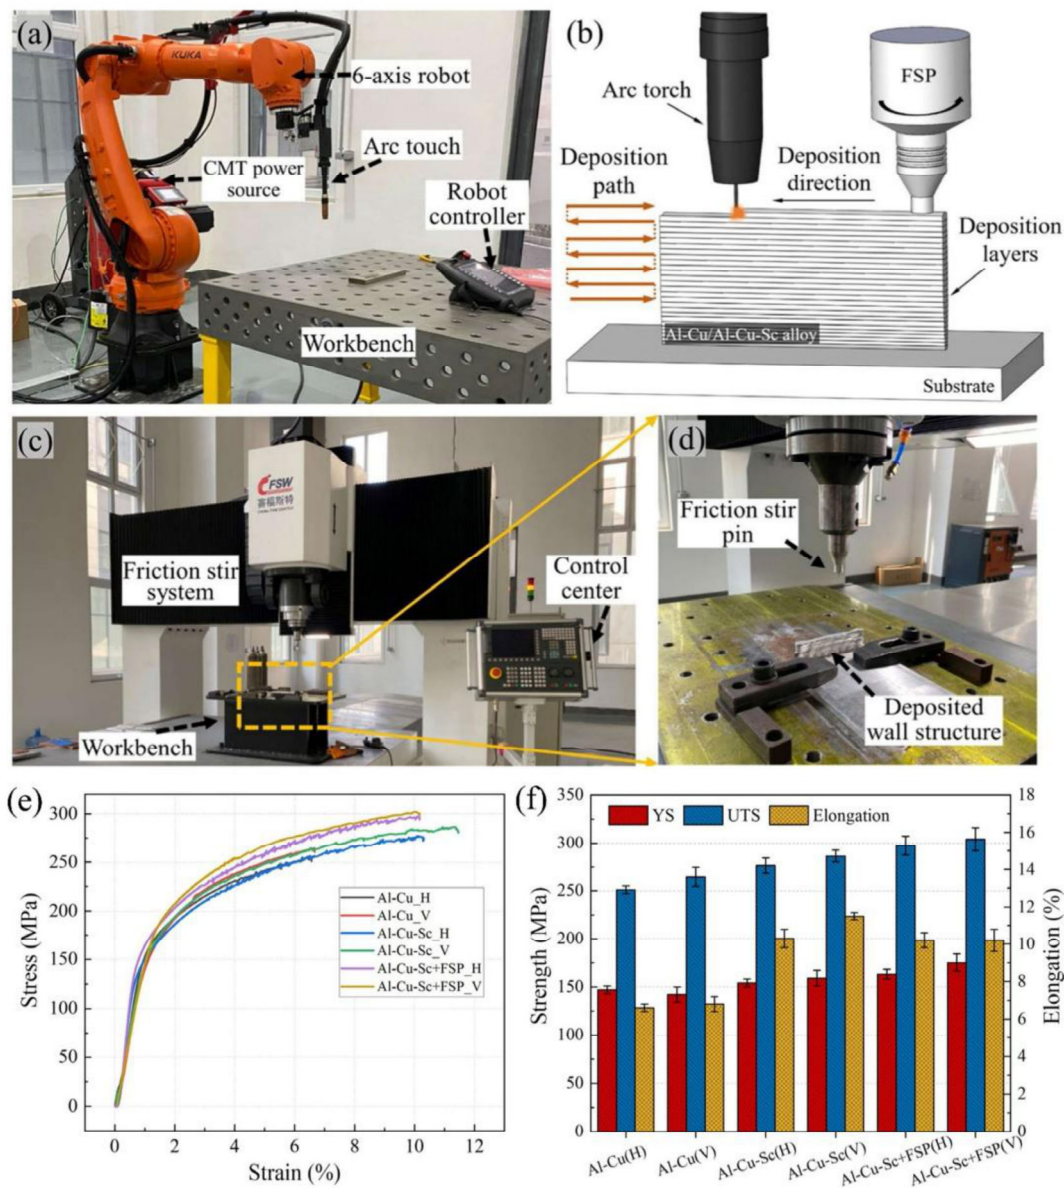 (a)
KUKA
6-axis robot
Arc touch
CMT power
source
Robot
controller
Workbench
(b)
FSP
Arc torch
Deposition
path
Deposition
direction
Deposition
layers
Al-Cu/Al-Cu-Sc alloy
Substrate
(c)
FSW
赛福斯特
Friction stir
system
Control
center
Workbench
(d)
Friction stir
pin
Deposited
wall structure
(e)
Stress (MPa)
300
250
200
150
100
50
0
Al-Cu_H
Al-Cu_V
Al-Cu-Sc_H
Al-Cu-Sc_V
Al-Cu-Sc+FSP_H
Al-Cu-Sc+FSP_V
0 2 4 6 8 10 12
Strain (%)
(f)
YS UTS Elongation
Strength (MPa)
350
300
250
200
150
100
50
0
18
16
14
12
10
8
6
4
2
0
Elongation (%)
Al-Cu(H) Al-Cu(V) Al-Cu-Sc(H) Al-Cu-Sc(V) Al-Cu-Sc+FSP(H) Al-Cu-Sc+FSP(V)